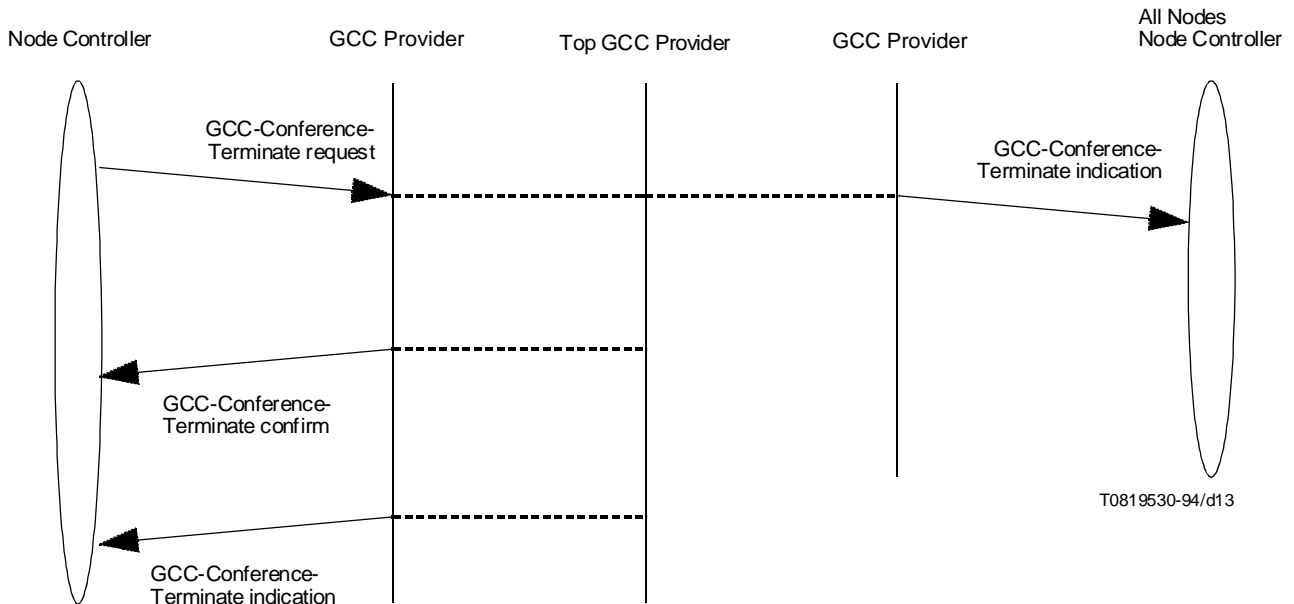 All Nodes
Node Controller
GCC Provider
Top GCC Provider
GCC Provider
Node Controller
GCC-Conference-
Terminate request
GCC-Conference-
Terminate indication
GCC-Conference-
Terminate confirm
T0819530-94/d13
GCC-Conference-
Terminate indication